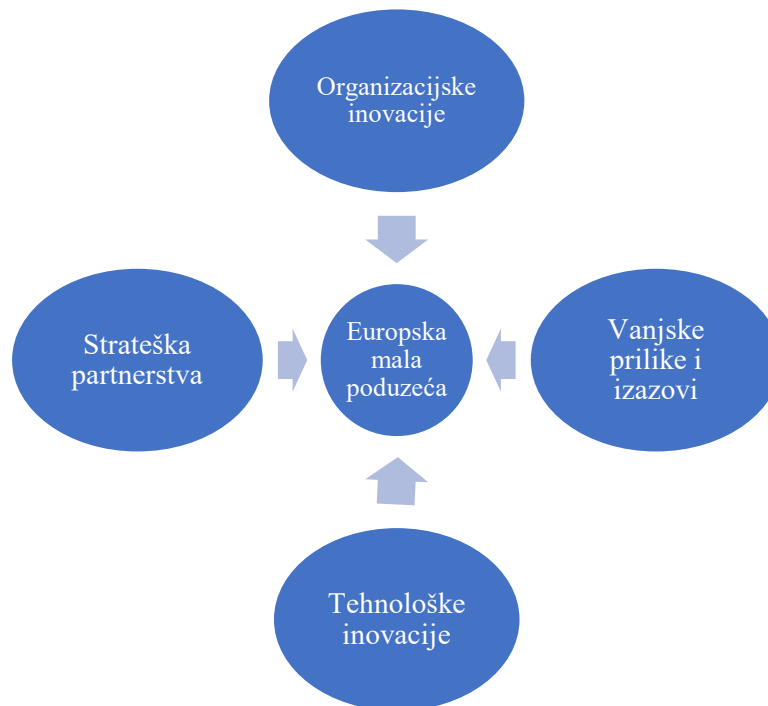 Organizacijske
inovacije
Strateška
partnerstva
Europska
mala
poduzeća
Vanjske
prilike i
izazovi
Tehnološke
inovacije